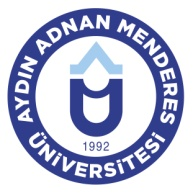 AYDIN ADNAN MENDERES
ÜNİVERSİTESİ
1992